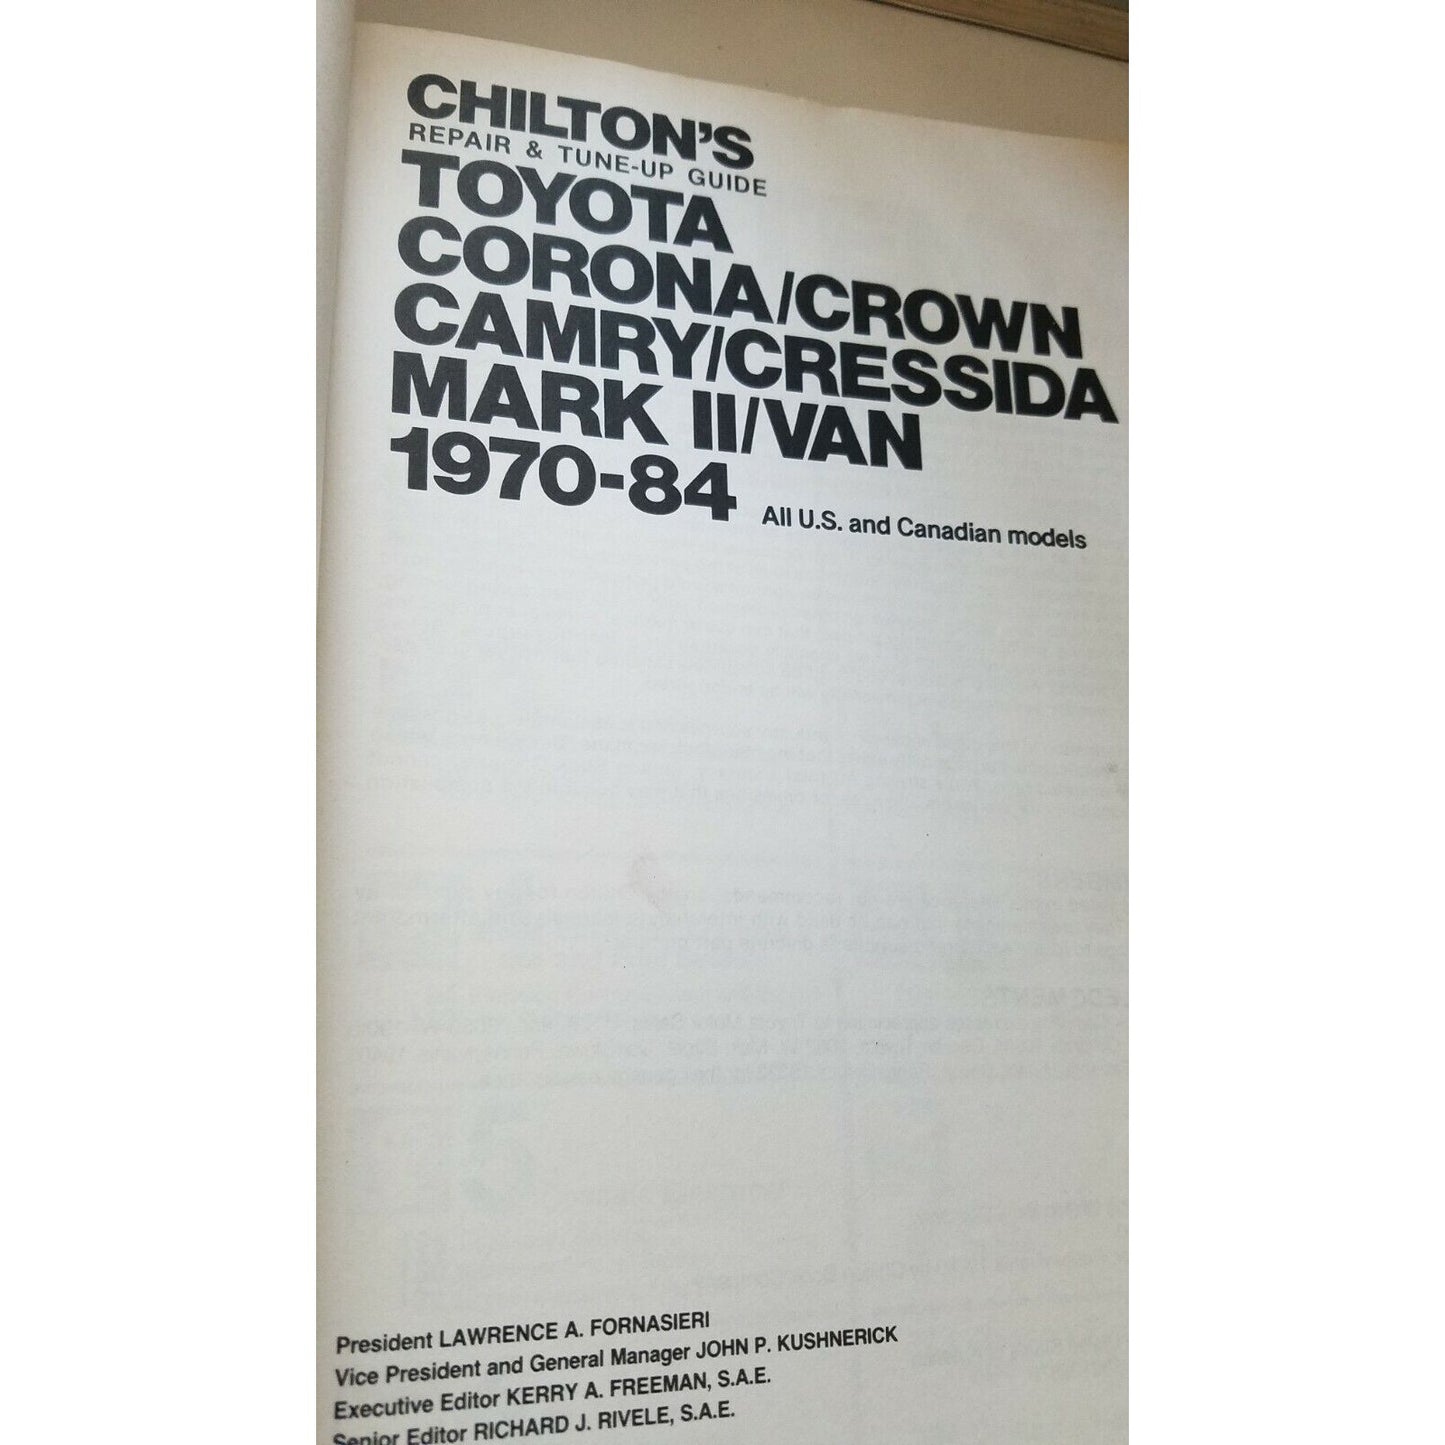 CHILTON'S
REPAIR & TUNE-UP GUIDE
TOYOTA
CORONA/CROWN
CAMRY/CRESSIDA
MARK II/VAN
1970-84 All U.S. and Canadian models
President LAWRENCE A. FORNASIERI
Vice President and General Manager JOHN P. KUSHNERICK
Executive Editor KERRY A. FREEMAN, S.A.E.
Senior Editor RICHARD J. RIVELE, S.A.E.